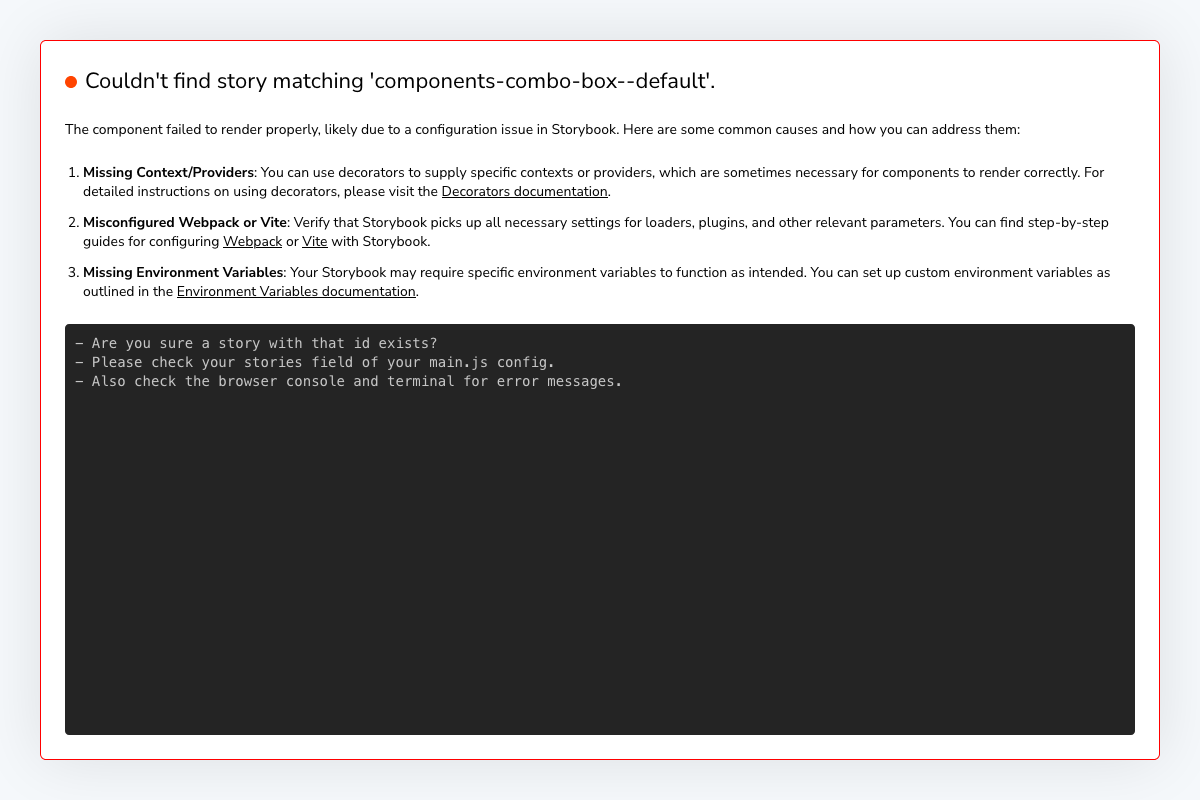 Couldn't find story matching 'components-combo-box--default'.
The component failed to render properly, likely due to a configuration issue in Storybook. Here are some common causes and how you can address them:
1. Missing Context/Providers: You can use decorators to supply specific contexts or providers, which are sometimes necessary for components to render correctly. For
detailed instructions on using decorators, please visit the Decorators documentation.
2. Misconfigured Webpack or Vite: Verify that Storybook picks up all necessary settings for loaders, plugins, and other relevant parameters. You can find step-by-step
guides for configuring Webpack or Vite with Storybook.
3. Missing Environment Variables: Your Storybook may require specific environment variables to function as intended. You can set up custom environment variables as
outlined in the Environment Variables documentation.
- Are you sure a story with that id exists?
- Please check your stories field of your main.js config.
- Also check the browser console and terminal for error messages.